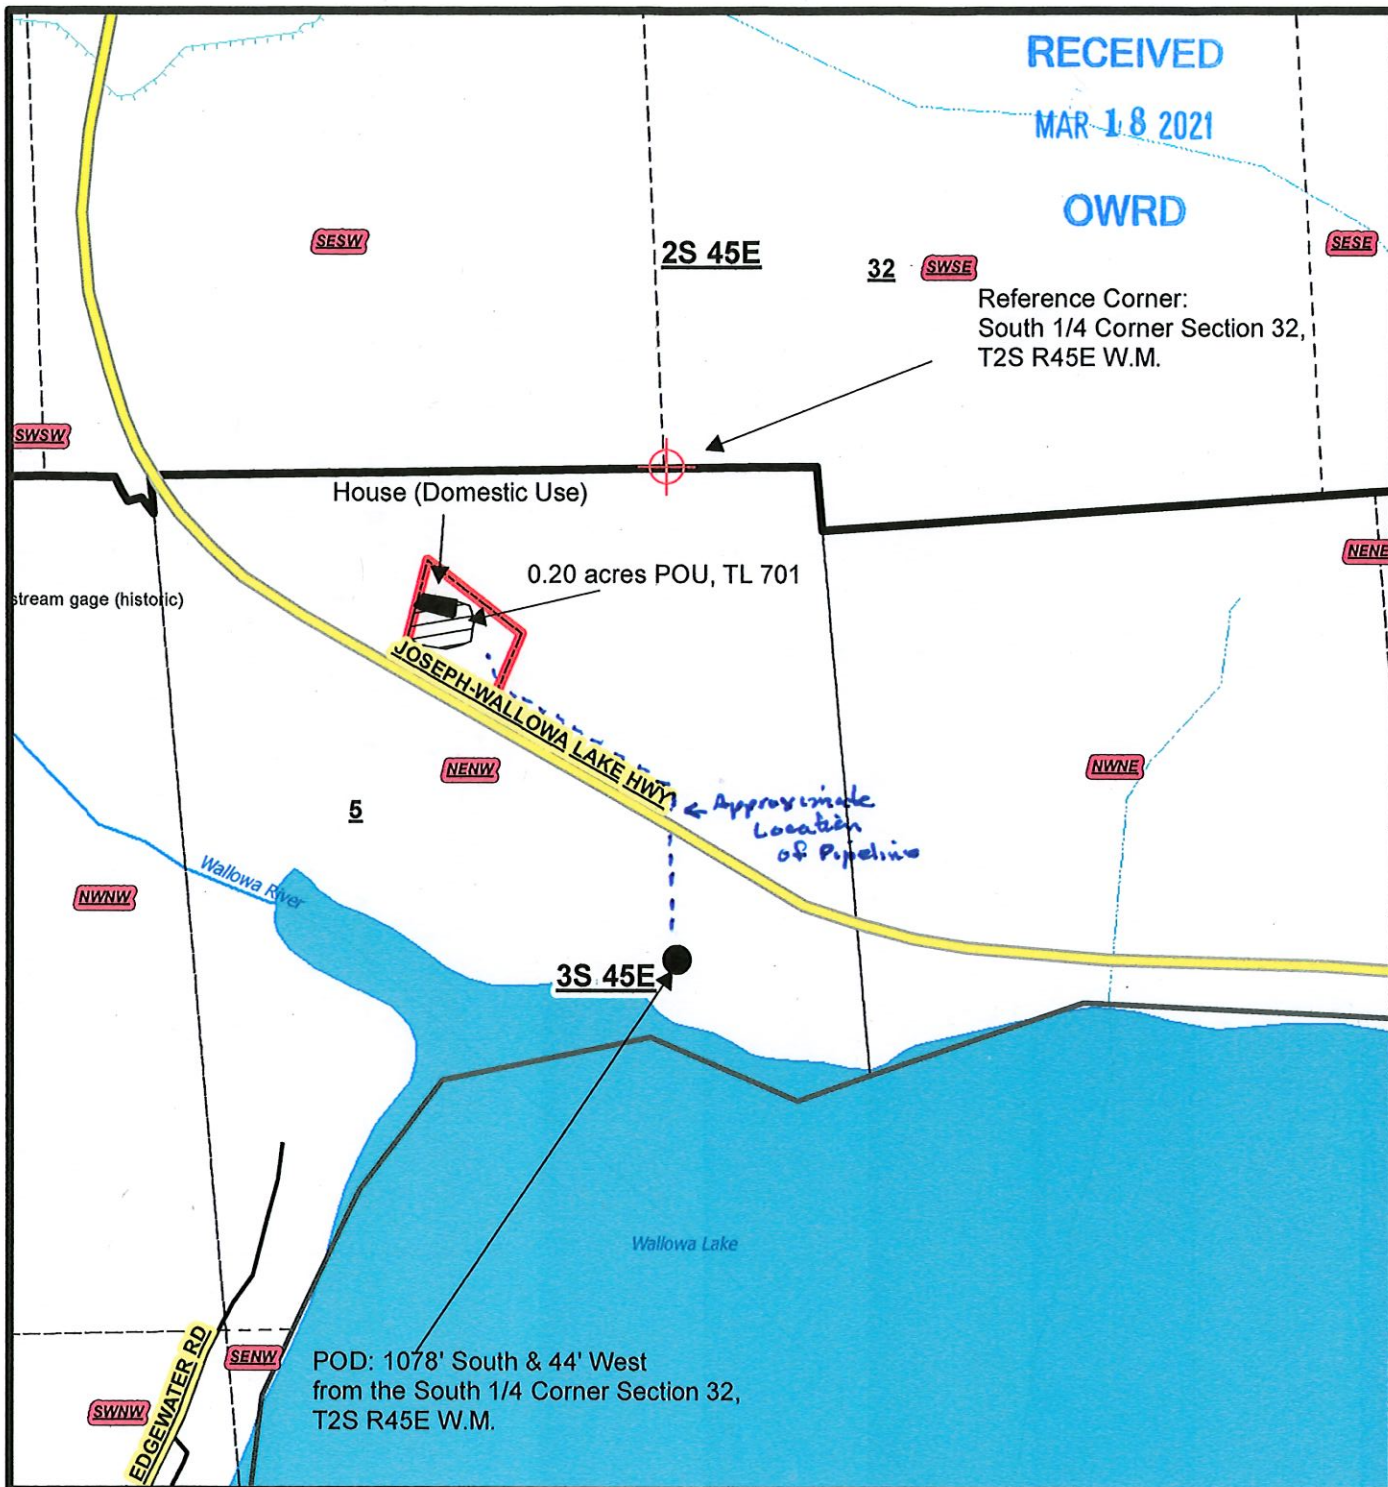 RECEIVED
MAR 18 2021
OWRD
SESW
2S 45E
32
SWSE
SESE
Reference Corner:
South 1/4 Corner Section 32,
T2S R45E W.M.
SWSW
House (Domestic Use)
NENE
0.20 acres POU, TL 701
stream gage (historic)
JOSEPH-WALLOWA LAKE HWY
NENW
NWNE
5
← Approximate
Location
of Pipeline
Wallowa River
NWNW
3S 45E
Wallowa Lake
EDGEWATER RD
SENW
POD: 1078' South & 44' West
from the South 1/4 Corner Section 32,
T2S R45E W.M.
SWNW